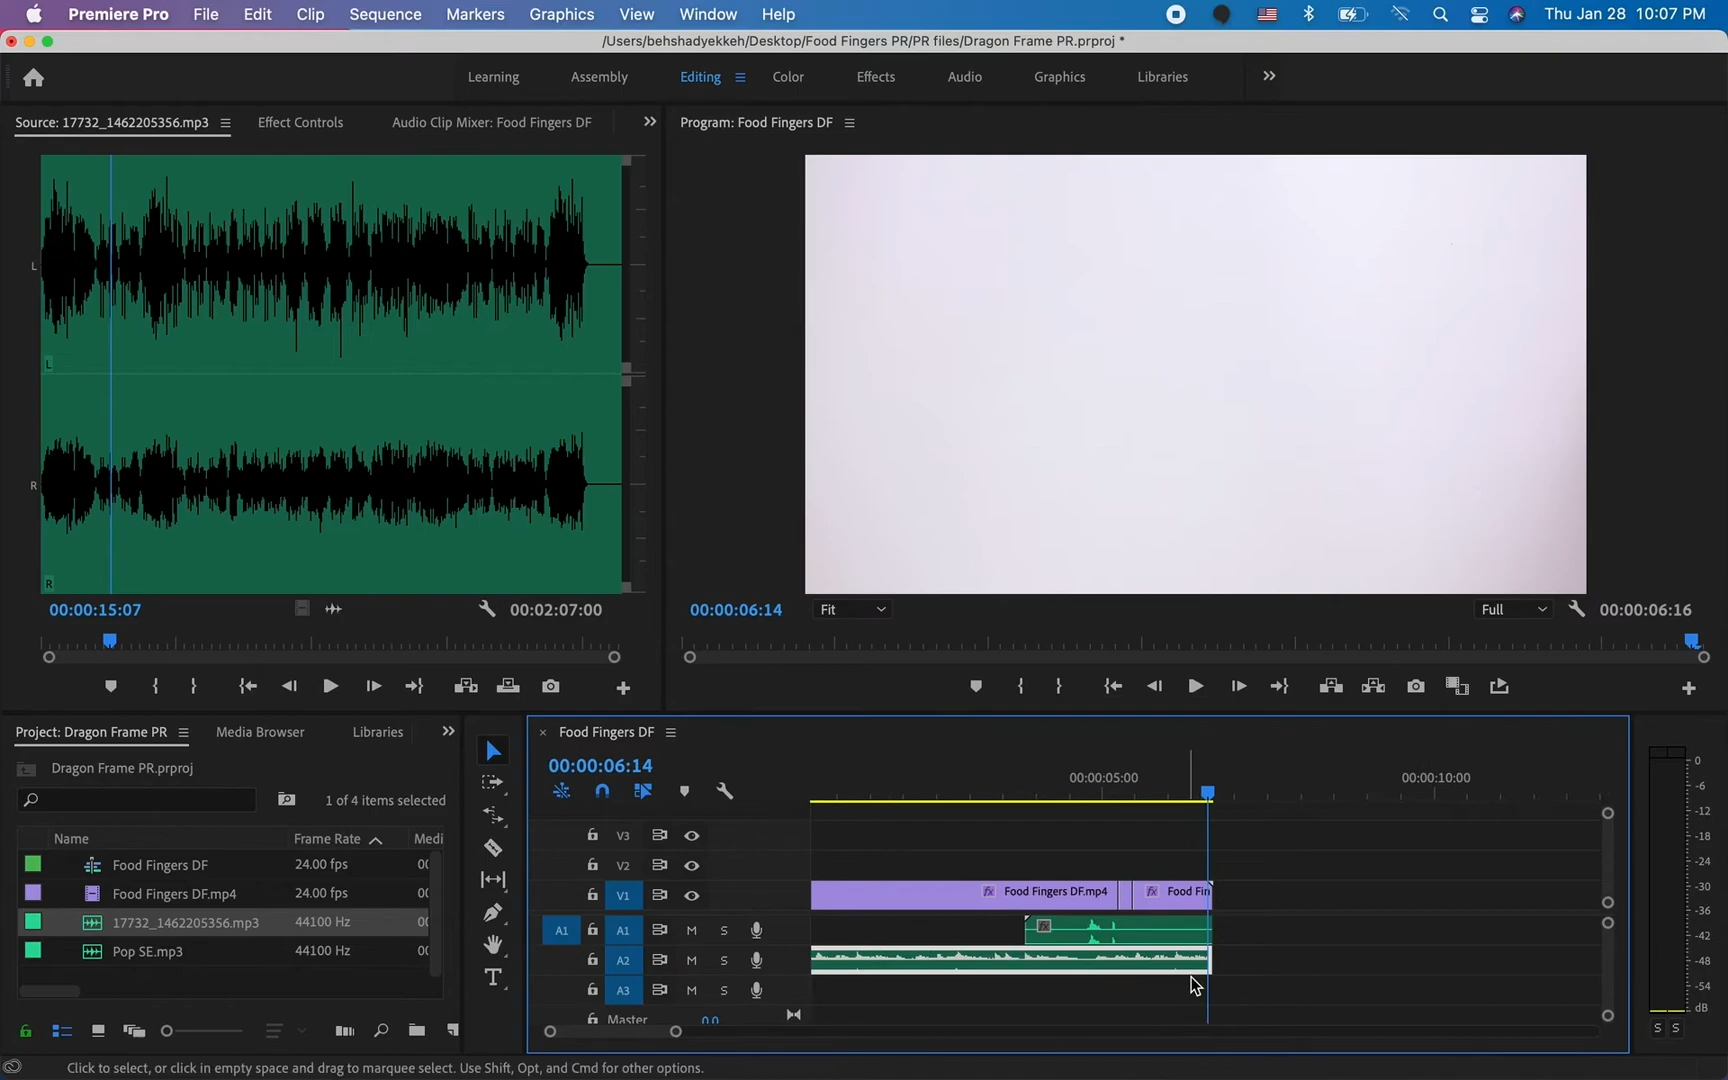 Premiere Pro File Edit Clip Sequence Markers Graphics View Window Help Thu Jan 28 10:07 PM
/Users/behshadyekkeh/Desktop/Food Fingers PR/PR files/Dragon Frame PR.prproj *
Learning Assembly Editing Color Effects Audio Graphics Libraries
Source: 17732_1462205356.mp3 Effect Controls Audio Clip Mixer: Food Fingers DF
Program: Food Fingers DF
L
L
R
R
00:00:15:07 00:02:07:00
00:00:06:14 Fit Full 00:00:06:16
Project: Dragon Frame PR Media Browser Libraries
Dragon Frame PR.prproj
1 of 4 items selected
Name Frame Rate Medi
Food Fingers DF 24.00 fps 00
Food Fingers DF.mp4 24.00 fps 00
17732_1462205356.mp3 44100 Hz 00
Pop SE.mp3 44100 Hz 00
Food Fingers DF
00:00:06:14
00:00:05:00 00:00:10:00
V3
V2
V1 fx Food Fingers DF.mp4 fx Food Fin
A1 A1 M S fx
A2 M S
A3 M S
Master 0.0
0
-6
-12
-18
-24
-30
-36
-42
-48
-54
dB
S S
Click to select, or click in empty space and drag to marquee select. Use Shift, Opt, and Cmd for other options.